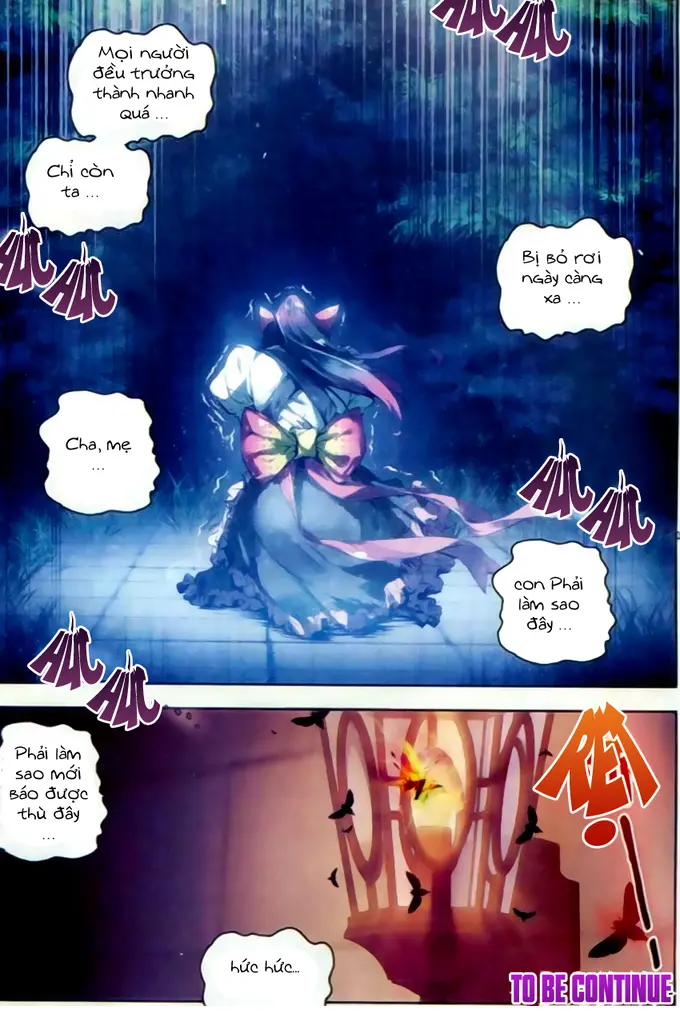 HỨC
HỨC
Mọi người
đều trưởng
thành nhanh
quá ...
Chỉ còn
ta ...
HỨC
HỨC
Bị bỏ rơi
ngày càng
xa ...
Cha, mẹ
...
HỨC
HỨC
con phải
làm sao
đây ...
HỨC
HỨC
Phải làm
sao mới
báo được
thù đây
...
RẸT
hức hức...
TO BE CONTINUE